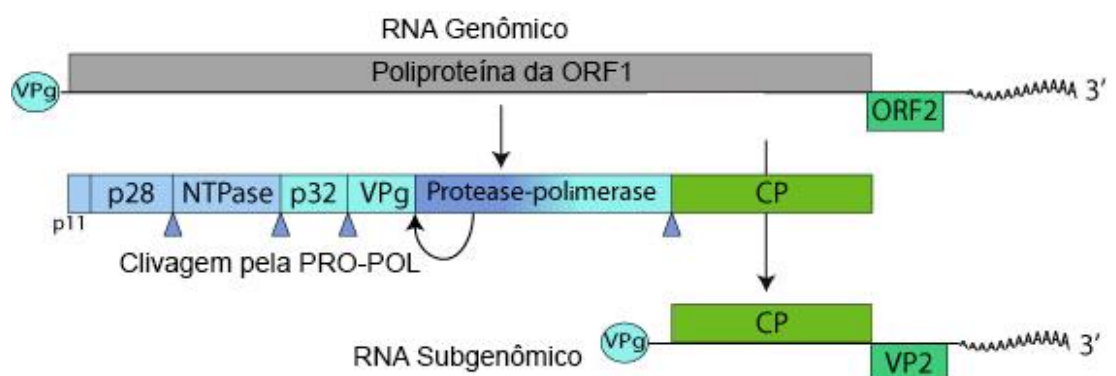 RNA Genômico
Poliproteína da ORF1
VPg
ORF2
3′
p11
p28
NTPase
p32
VPg
Protease-polimerase
CP
Clivagem pela PRO-POL
CP
VPg
RNA Subgenômico
VP2
3′